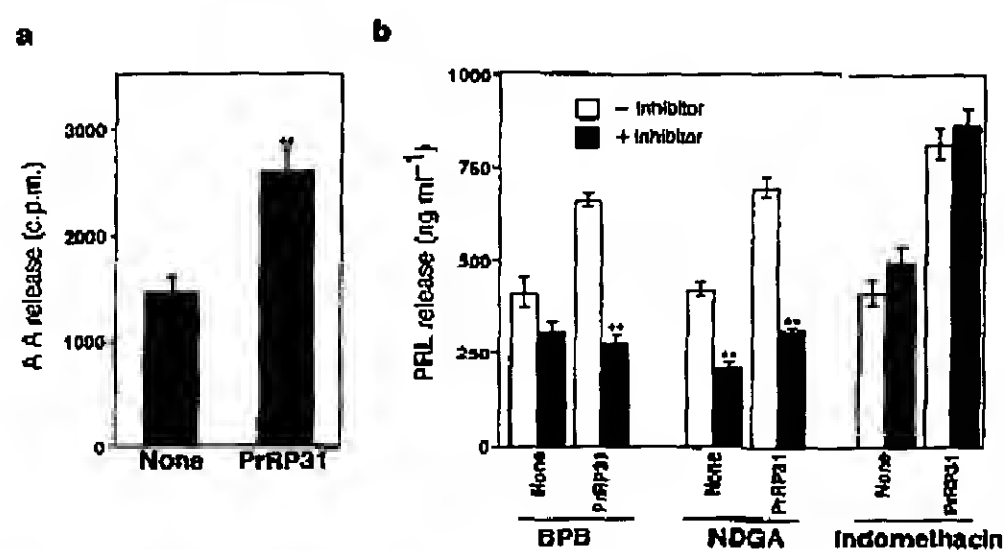 a
AA release (c.p.m.)
3000
2000
1000
0
None PrRP31
b
PRL release (ng ml⁻¹)
1000
750
500
250
0
− Inhibitor
+ Inhibitor
**
**
**
**
None
PrRP31
None
PrRP31
None
PrRP31
BPB
NDGA
Indomethacin